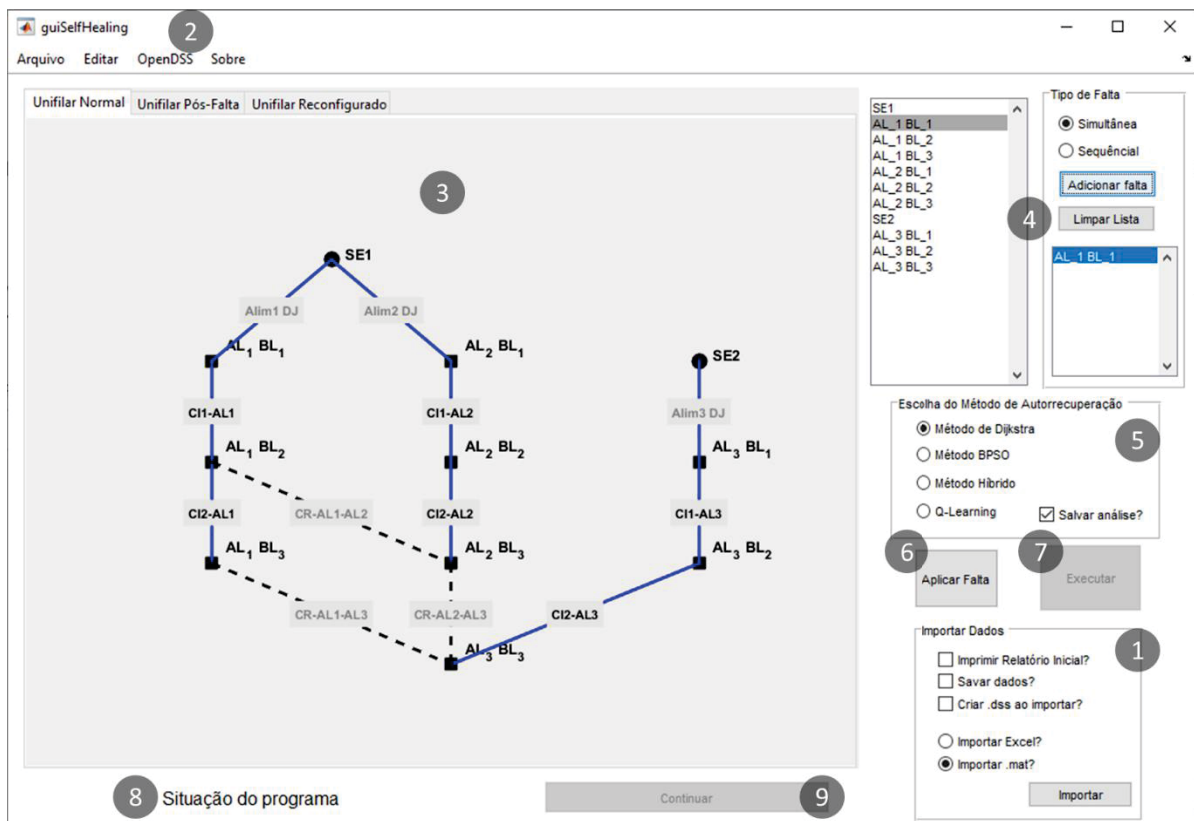 guiSelfHealing
2
Arquivo Editar OpenDSS Sobre
Unifilar Normal Unifilar Pós-Falta Unifilar Reconfigurado
3
SE1
Alim1 DJ Alim2 DJ
AL1 BL1 AL2 BL1 SE2
CI1-AL1 CI1-AL2 Alim3 DJ
AL1 BL2 AL2 BL2 AL3 BL1
CR-AL1-AL2
CI2-AL1 CI2-AL2 CI1-AL3
AL1 BL3 AL2 BL3 AL3 BL2
CR-AL1-AL3 CR-AL2-AL3 CI2-AL3
AL3 BL3
SE1
AL_1 BL_1
AL_1 BL_2
AL_1 BL_3
AL_2 BL_1
AL_2 BL_2
AL_2 BL_3
SE2
AL_3 BL_1
AL_3 BL_2
AL_3 BL_3
Tipo de Falta
Simultânea
Sequêncial
Adicionar falta
4
Limpar Lista
AL_1 BL_1
Escolha do Método de Autorrecuperação
Método de Dijkstra
5
Método BPSO
Método Híbrido
Q-Learning Salvar análise?
6 7
Aplicar Falta Executar
Importar Dados
1
Imprimir Relatório Inicial?
Savar dados?
Criar .dss ao importar?
Importar Excel?
Importar .mat?
Importar
8 Situação do programa
Continuar 9